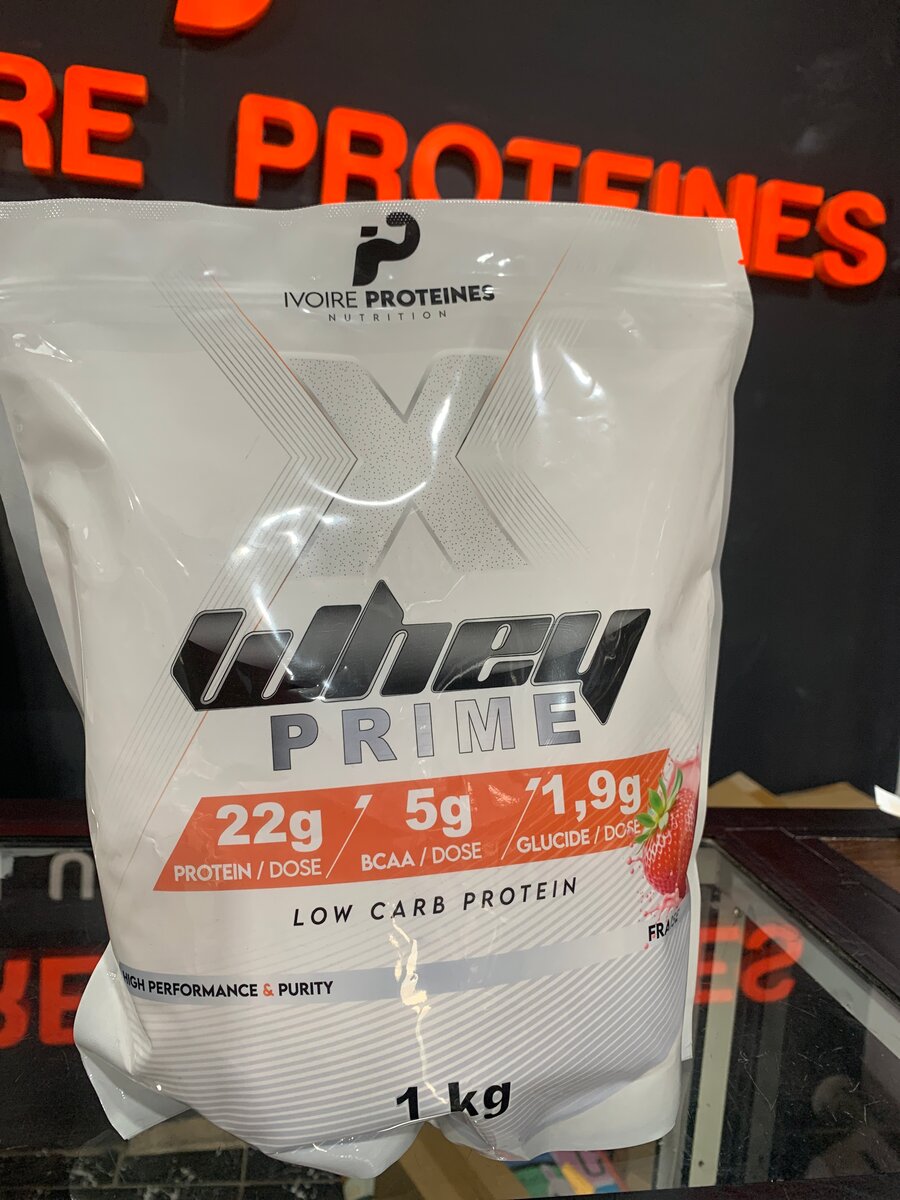 RE PROTEINES
IVOIRE PROTEINES
NUTRITION
X
Whey
PRIME
22g
PROTEIN / DOSE
5g
BCAA / DOSE
1,9g
GLUCIDE / DOSE
LOW CARB PROTEIN
FRAISE
HIGH PERFORMANCE & PURITY
1 kg